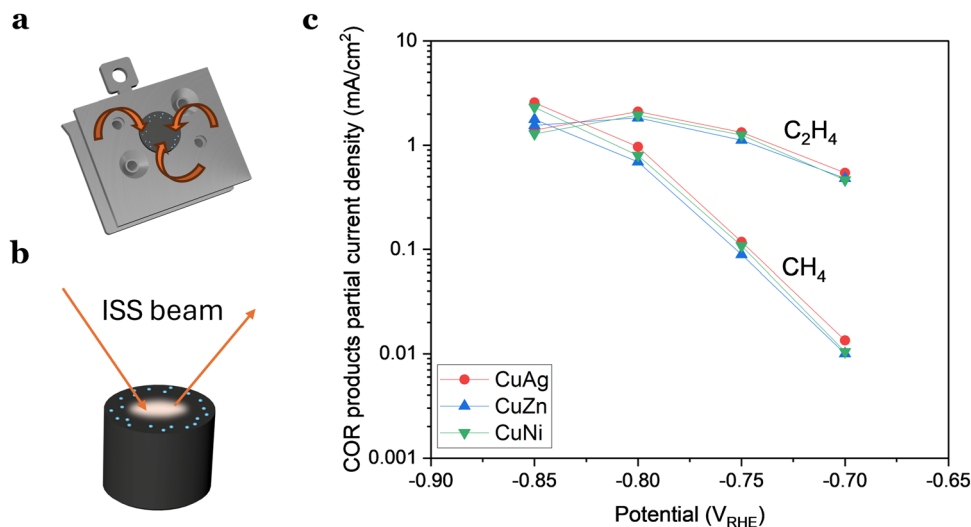 a
b
ISS beam
c
COR products partial current density (mA/cm²)
10
1
0.1
0.01
0.001
C₂H₄
CH₄
CuAg
CuZn
CuNi
-0.90
-0.85
-0.80
-0.75
-0.70
-0.65
Potential (V_RHE)